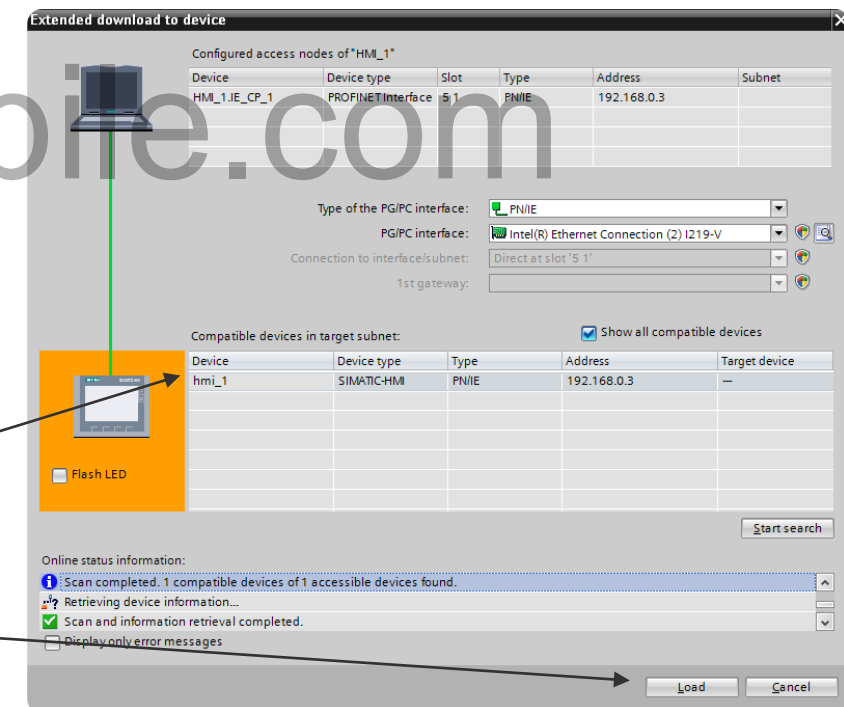 Extended download to device
Configured access nodes of "HMI_1"
Device Device type Slot Type Address Subnet
HMI_1.IE_CP_1 PROFINET Interface 5 1 PN/IE 192.168.0.3
bile.com
Type of the PG/PC interface: PN/IE
PG/PC interface: Intel(R) Ethernet Connection (2) I219-V
Connection to interface/subnet: Direct at slot '5 1'
1st gateway:
Compatible devices in target subnet: Show all compatible devices
Device Device type Type Address Target device
hmi_1 SIMATIC-HMI PN/IE 192.168.0.3 —
Flash LED
Start search
Online status information:
Scan completed. 1 compatible devices of 1 accessible devices found.
Retrieving device information...
Scan and information retrieval completed.
Display only error messages
Load Cancel